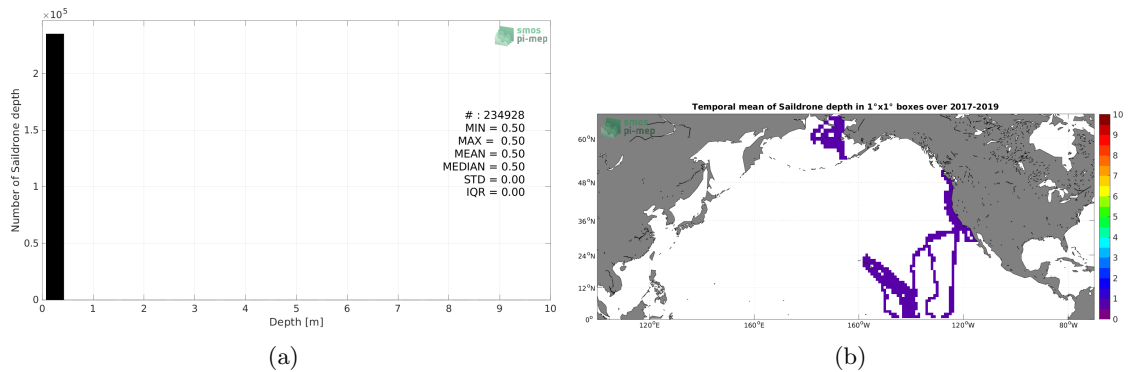 ×10⁵
smos
pi-mep
2
1.5
1
0.5
0
Number of Saildrone depth
# : 234928
MIN = 0.50
MAX = 0.50
MEAN = 0.50
MEDIAN = 0.50
STD = 0.00
IQR = 0.00
0 1 2 3 4 5 6 7 8 9 10
Depth [m]
(a)
Temporal mean of Saildrone depth in 1°x1° boxes over 2017-2019
smos
pi-mep
60°N
48°N
36°N
24°N
12°N
0°
120°E 160°E 160°W 120°W 80°W
10
9
8
7
6
5
4
3
2
1
0
(b)